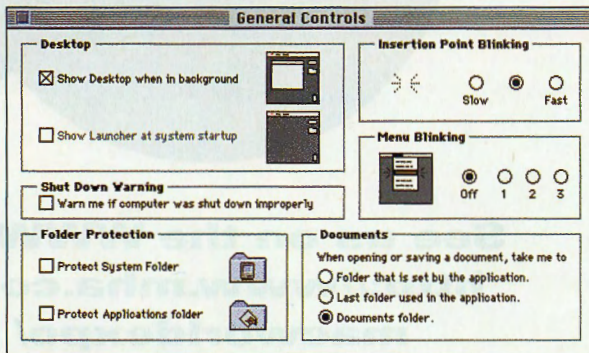 General Controls
Desktop
Show Desktop when in background
Show Launcher at system startup
Shut Down Warning
Warn me if computer was shut down improperly
Folder Protection
Protect System Folder
Protect Applications folder
Insertion Point Blinking
Slow Fast
Menu Blinking
Off 1 2 3
Documents
When opening or saving a document, take me to
Folder that is set by the application.
Last folder used in the application.
Documents folder.